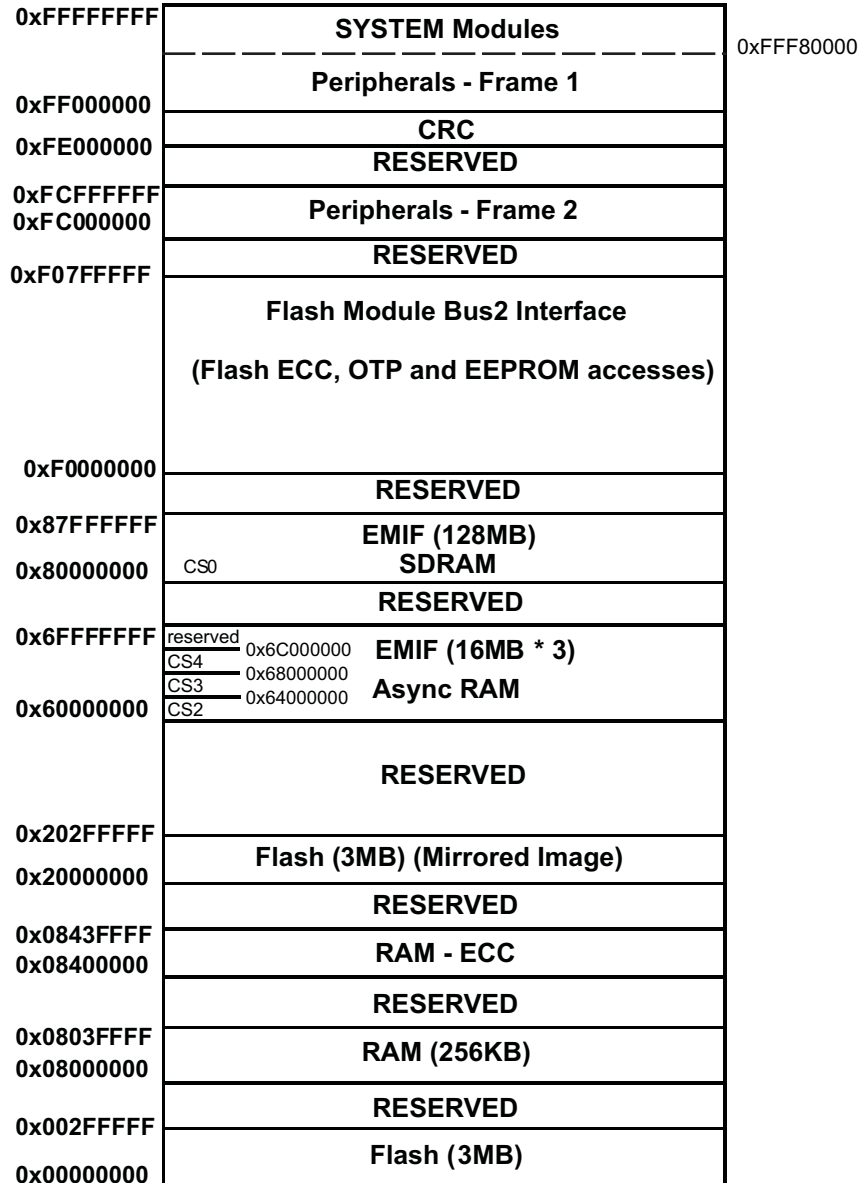 0xFFFFFFFF
SYSTEM Modules
0xFFF80000
Peripherals - Frame 1
0xFF000000
CRC
0xFE000000
RESERVED
0xFCFFFFFF
Peripherals - Frame 2
0xFC000000
RESERVED
0xF07FFFFF
Flash Module Bus2 Interface
(Flash ECC, OTP and EEPROM accesses)
0xF0000000
RESERVED
0x87FFFFFF
EMIF (128MB)
SDRAM
0x80000000
CS0
RESERVED
0x6FFFFFFF
reserved
0x6C000000
EMIF (16MB * 3)
CS4
0x68000000
CS3
Async RAM
0x64000000
0x60000000
CS2
RESERVED
0x202FFFFF
Flash (3MB) (Mirrored Image)
0x20000000
RESERVED
0x0843FFFF
RAM - ECC
0x08400000
RESERVED
0x0803FFFF
RAM (256KB)
0x08000000
RESERVED
0x002FFFFF
Flash (3MB)
0x00000000